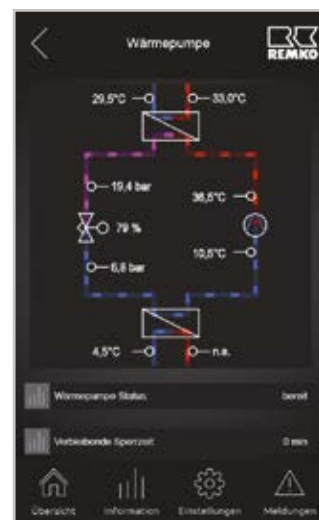 Wärmepumpe
REMKO
29,5°C
33,0°C
19,4 bar
36,5°C
79 %
10,5°C
6,8 bar
4,5°C
n.a.
Wärmepumpe Status: bereit
Verbleibende Sperrzeit 0 min
Übersicht Information Einstellungen Meldungen